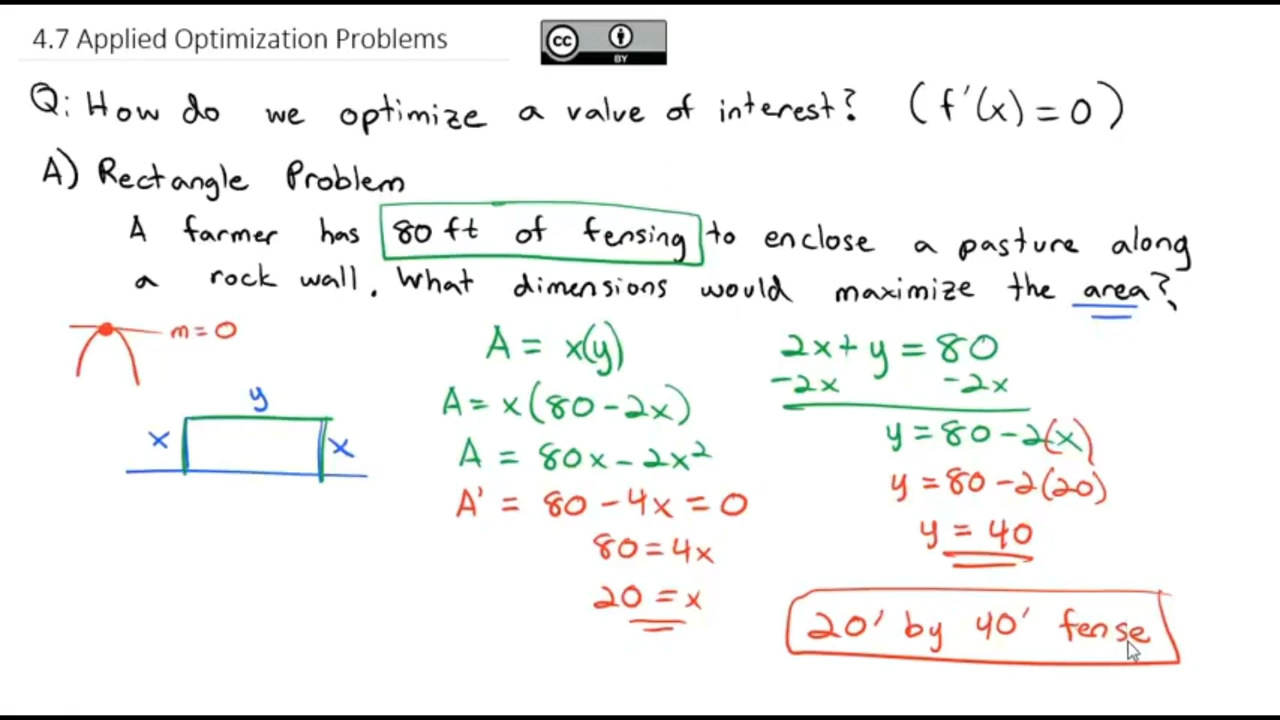 4.7 Applied Optimization Problems
cc BY
Q: How do we optimize a value of interest? (f'(x) = 0)
A) Rectangle Problem
A farmer has 80 ft of fensing to enclose a pasture along
a rock wall. What dimensions would maximize the area?
m = 0
y
x
x
A = x(y)
A = x(80 - 2x)
A = 80x - 2x²
A' = 80 - 4x = 0
80 = 4x
20 = x
2x + y = 80
-2x -2x
y = 80 - 2(x)
y = 80 - 2(20)
y = 40
20' by 40' fense